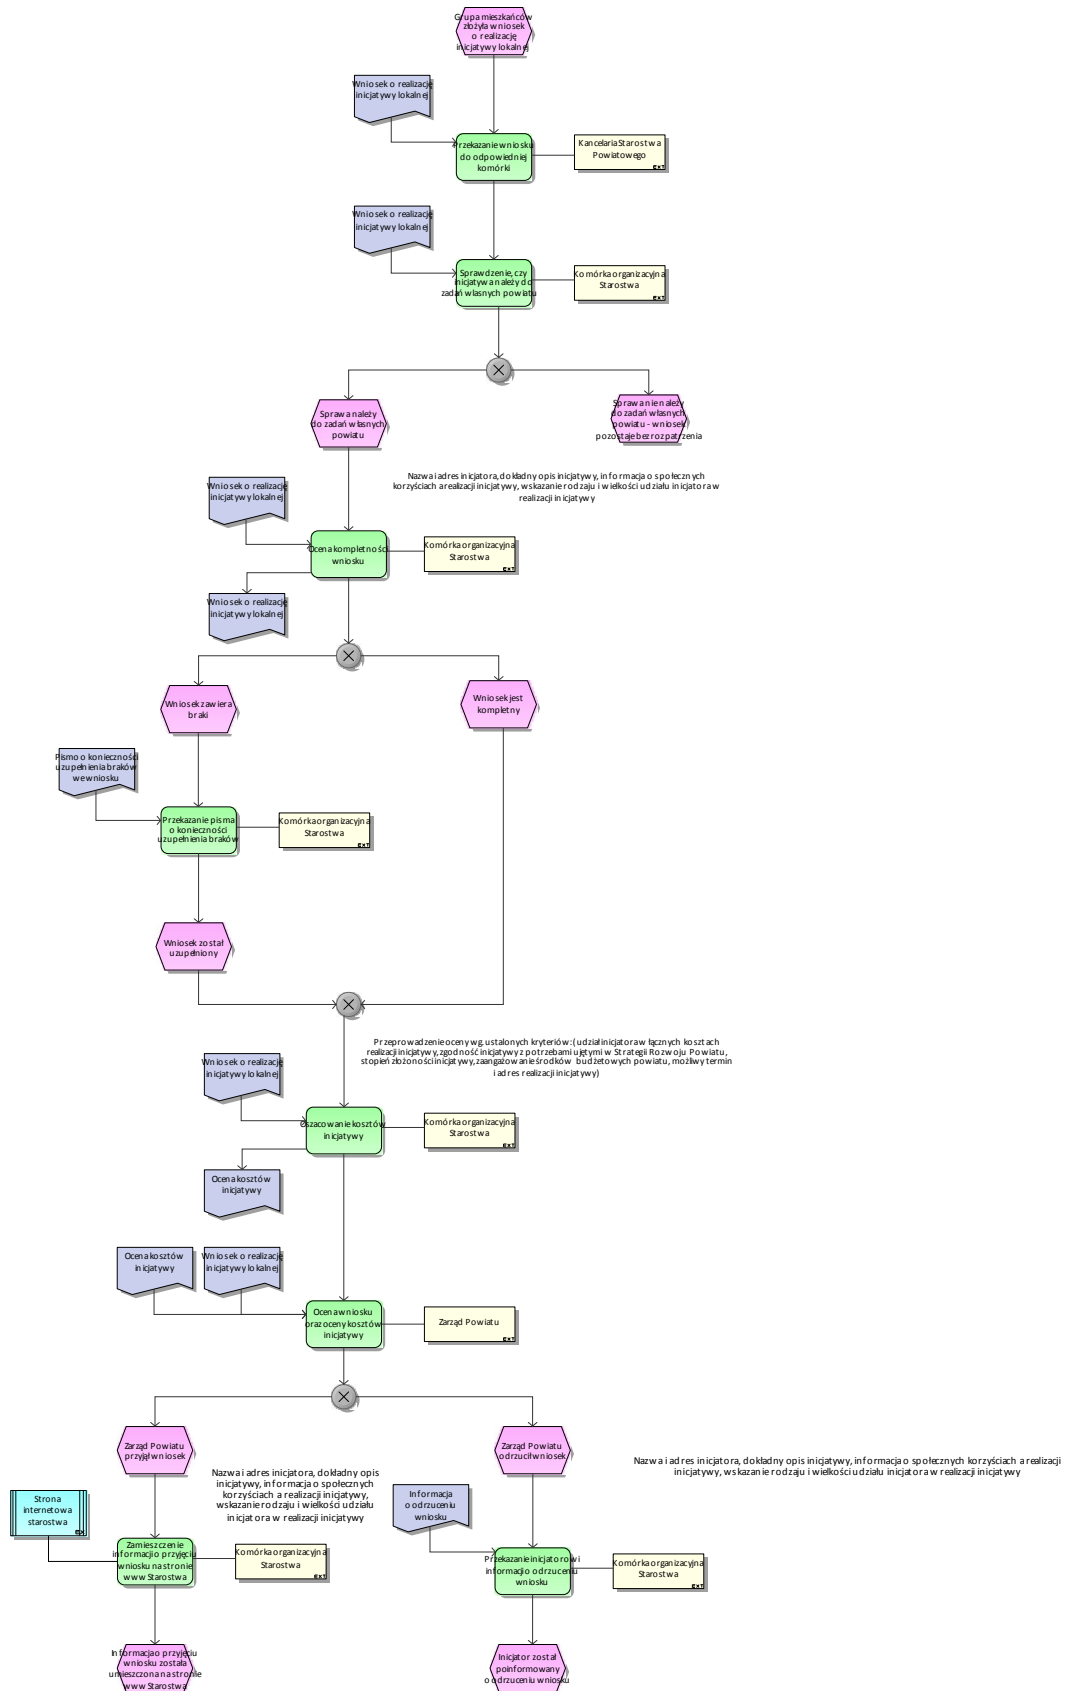 Grupa mieszkańców
złożyła wniosek
o realizację
inicjatywy lokalnej
Wniosek o realizację
inicjatywy lokalnej
Przekazanie wniosku
do odpowiedniej
komórki
Kancelaria Starostwa
Powiatowego
EXT
Wniosek o realizację
inicjatywy lokalnej
Sprawdzenie, czy
inicjatywa należy do
zadań własnych powiatu
Komórka organizacyjna
Starostwa
EXT
Sprawa należy
do zadań własnych
powiatu
Sprawa nie należy
do zadań własnych
powiatu - wniosek
pozostaje bez rozpatrzenia
Nazwa i adres inicjatora, dokładny opis inicjatywy, informacja o społecznych
korzyściach a realizacji inicjatywy, wskazanie rodzaju i wielkości udziału inicjatora w
realizacji inicjatywy
Wniosek o realizację
inicjatywy lokalnej
Ocena kompletności
wniosku
Komórka organizacyjna
Starostwa
EXT
Wniosek o realizację
inicjatywy lokalnej
Wniosek zawiera
braki
Wniosek jest
kompletny
Pismo o konieczności
uzupełnienia braków
we wniosku
Przekazanie pisma
o konieczności
uzupełnienia braków
Komórka organizacyjna
Starostwa
EXT
Wniosek został
uzupełniony
Przeprowadzenie oceny wg. ustalonych kryteriów: ( udział inicjatora w łącznych kosztach
realizacji inicjatywy, zgodność inicjatywy z potrzebami ujętymi w Strategii Rozwoju Powiatu,
stopień złożoności inicjatywy, zaangażowanie środków budżetowych powiatu, możliwy termin
i adres realizacji inicjatywy)
Wniosek o realizację
inicjatywy lokalnej
Oszacowanie kosztów
inicjatywy
Komórka organizacyjna
Starostwa
EXT
Ocena kosztów
inicjatywy
Ocena kosztów
inicjatywy
Wniosek o realizację
inicjatywy lokalnej
Ocena wniosku
oraz oceny kosztów
inicjatywy
Zarząd Powiatu
EXT
Zarząd Powiatu
przyjął wniosek
Zarząd Powiatu
odrzucił wniosek
Nazwa i adres inicjatora, dokładny opis
inicjatywy, informacja o społecznych
korzyściach a realizacji inicjatywy,
wskazanie rodzaju i wielkości udziału
inicjatora w realizacji inicjatywy
Nazwa i adres inicjatora, dokładny opis inicjatywy, informacja o społecznych korzyściach a realizacji
inicjatywy, wskazanie rodzaju i wielkości udziału inicjatora w realizacji inicjatywy
Strona
internetowa
starostwa
Informacja
o odrzuceniu
wniosku
Zamieszczenie
informacji o przyjęciu
wniosku na stronie
www Starostwa
Komórka organizacyjna
Starostwa
EXT
Przekazanie inicjatorowi
informacji o odrzuceniu
wniosku
Komórka organizacyjna
Starostwa
EXT
Informacja o przyjęciu
wniosku została
umieszczona na stronie
www Starostwa
Inicjator został
poinformowany
o odrzuceniu wniosku